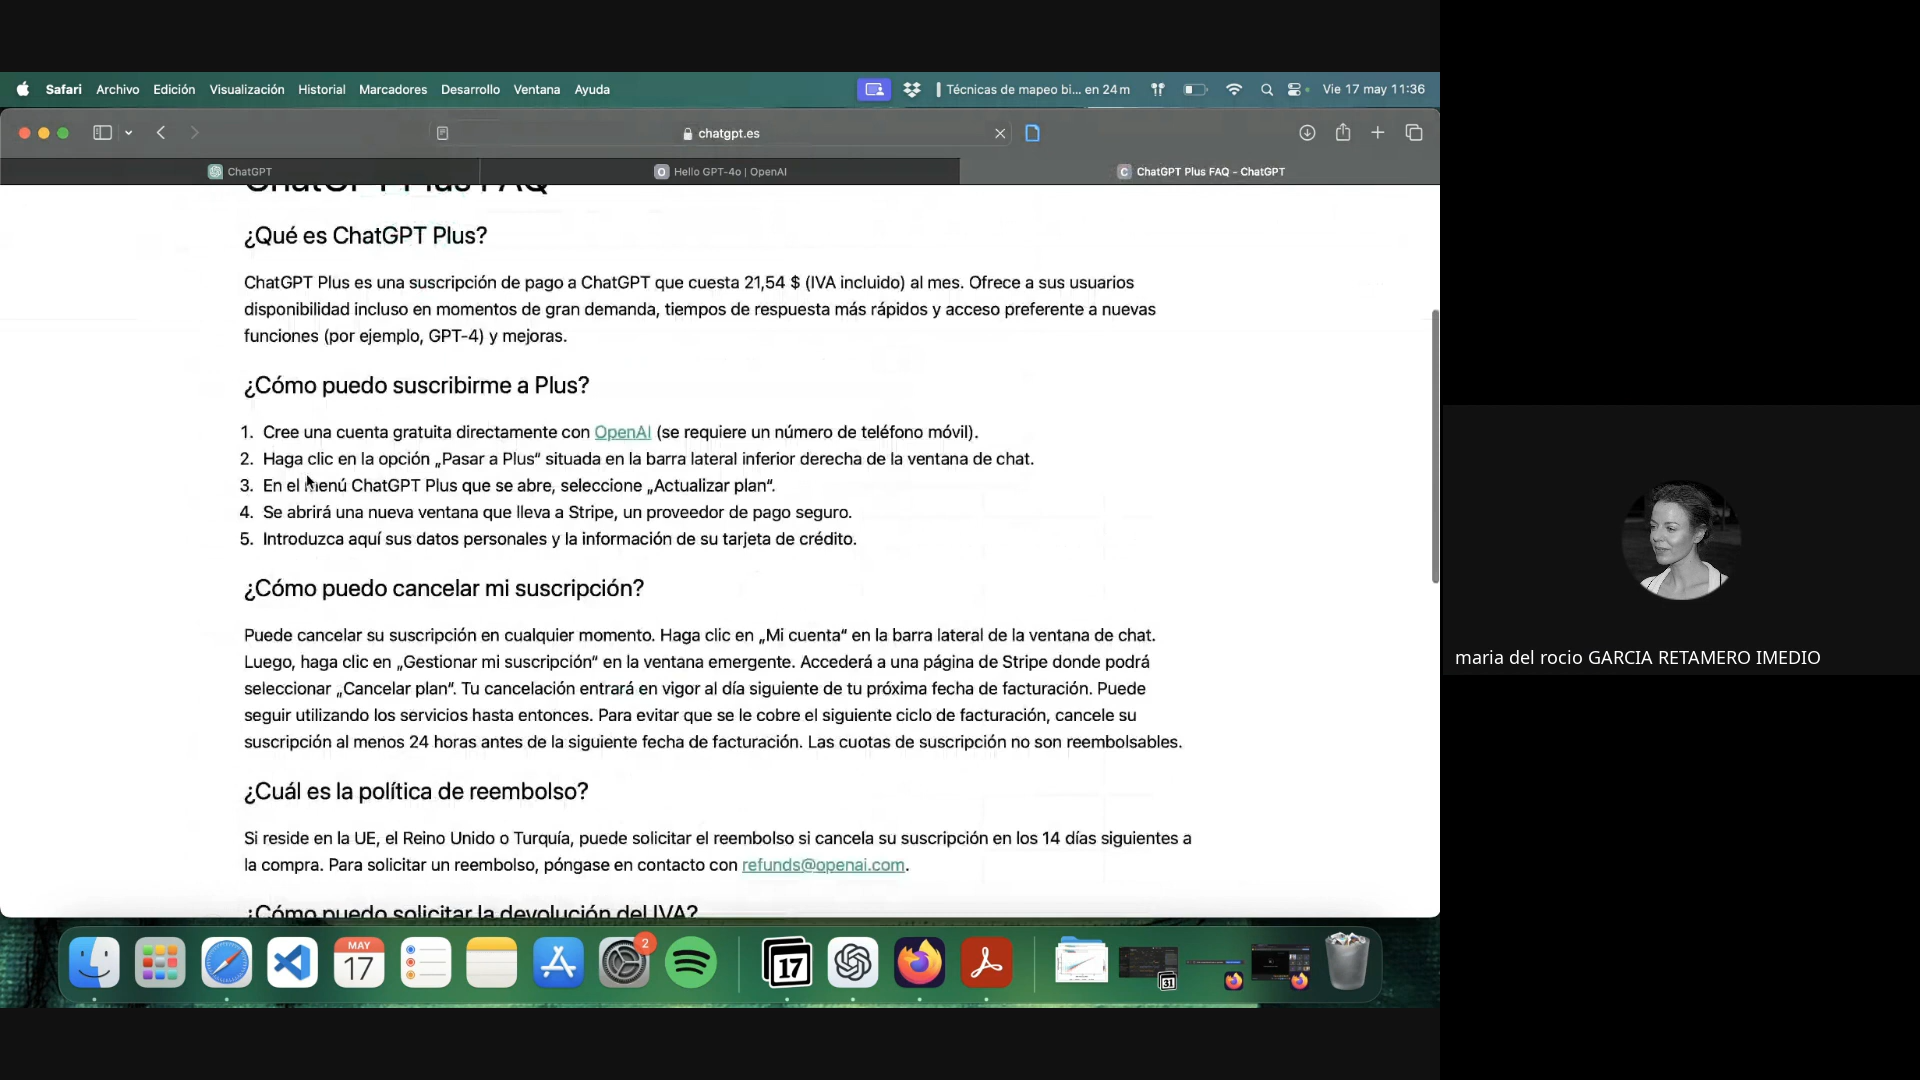 Safari Archivo Edición Visualización Historial Marcadores Desarrollo Ventana Ayuda Técnicas de mapeo bi... en 24 m Vie 17 may 11:36
chatgpt.es
ChatGPT Hello GPT-4o | OpenAI ChatGPT Plus FAQ - ChatGPT
ChatGPT Plus FAQ
¿Qué es ChatGPT Plus?
ChatGPT Plus es una suscripción de pago a ChatGPT que cuesta 21,54 $ (IVA incluido) al mes. Ofrece a sus usuarios
disponibilidad incluso en momentos de gran demanda, tiempos de respuesta más rápidos y acceso preferente a nuevas
funciones (por ejemplo, GPT-4) y mejoras.
¿Cómo puedo suscribirme a Plus?
1. Cree una cuenta gratuita directamente con OpenAI (se requiere un número de teléfono móvil).
2. Haga clic en la opción „Pasar a Plus“ situada en la barra lateral inferior derecha de la ventana de chat.
3. En el menú ChatGPT Plus que se abre, seleccione „Actualizar plan“.
4. Se abrirá una nueva ventana que lleva a Stripe, un proveedor de pago seguro.
5. Introduzca aquí sus datos personales y la información de su tarjeta de crédito.
¿Cómo puedo cancelar mi suscripción?
Puede cancelar su suscripción en cualquier momento. Haga clic en „Mi cuenta“ en la barra lateral de la ventana de chat.
Luego, haga clic en „Gestionar mi suscripción“ en la ventana emergente. Accederá a una página de Stripe donde podrá
seleccionar „Cancelar plan“. Tu cancelación entrará en vigor al día siguiente de tu próxima fecha de facturación. Puede
seguir utilizando los servicios hasta entonces. Para evitar que se le cobre el siguiente ciclo de facturación, cancele su
suscripción al menos 24 horas antes de la siguiente fecha de facturación. Las cuotas de suscripción no son reembolsables.
¿Cuál es la política de reembolso?
Si reside en la UE, el Reino Unido o Turquía, puede solicitar el reembolso si cancela su suscripción en los 14 días siguientes a
la compra. Para solicitar un reembolso, póngase en contacto con refunds@openai.com.
¿Cómo puedo solicitar la devolución del IVA?
maria del rocio GARCIA RETAMERO IMEDIO
MAY
17
2
17
31